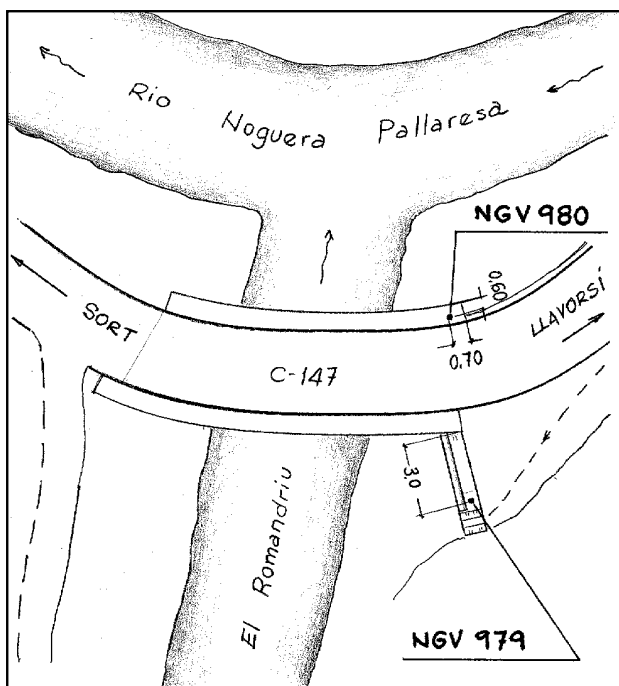 Rio Noguera Pallaresa
NGV 980
0.60
SORT
LLAVORSÍ
0.70
C-147
3.0
El Romandriu
NGV 979